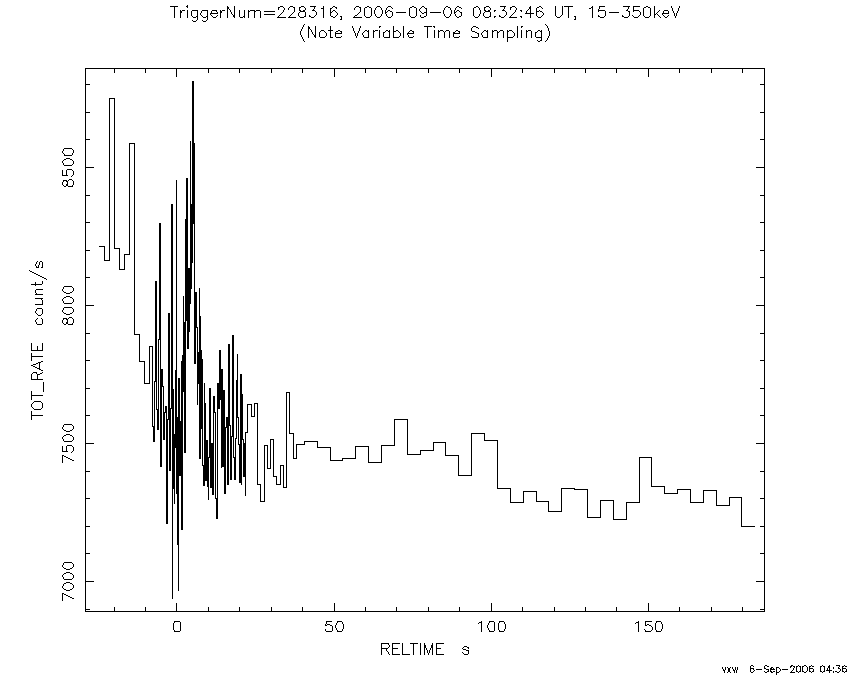 TriggerNum=228316, 2006-09-06 08:32:46 UT, 15-350keV
(Note Variable Time Sampling)
TOT_RATE count/s
8500
8000
7500
7000
0 50 100 150
RELTIME s
vxw 6-Sep-2006 04:36